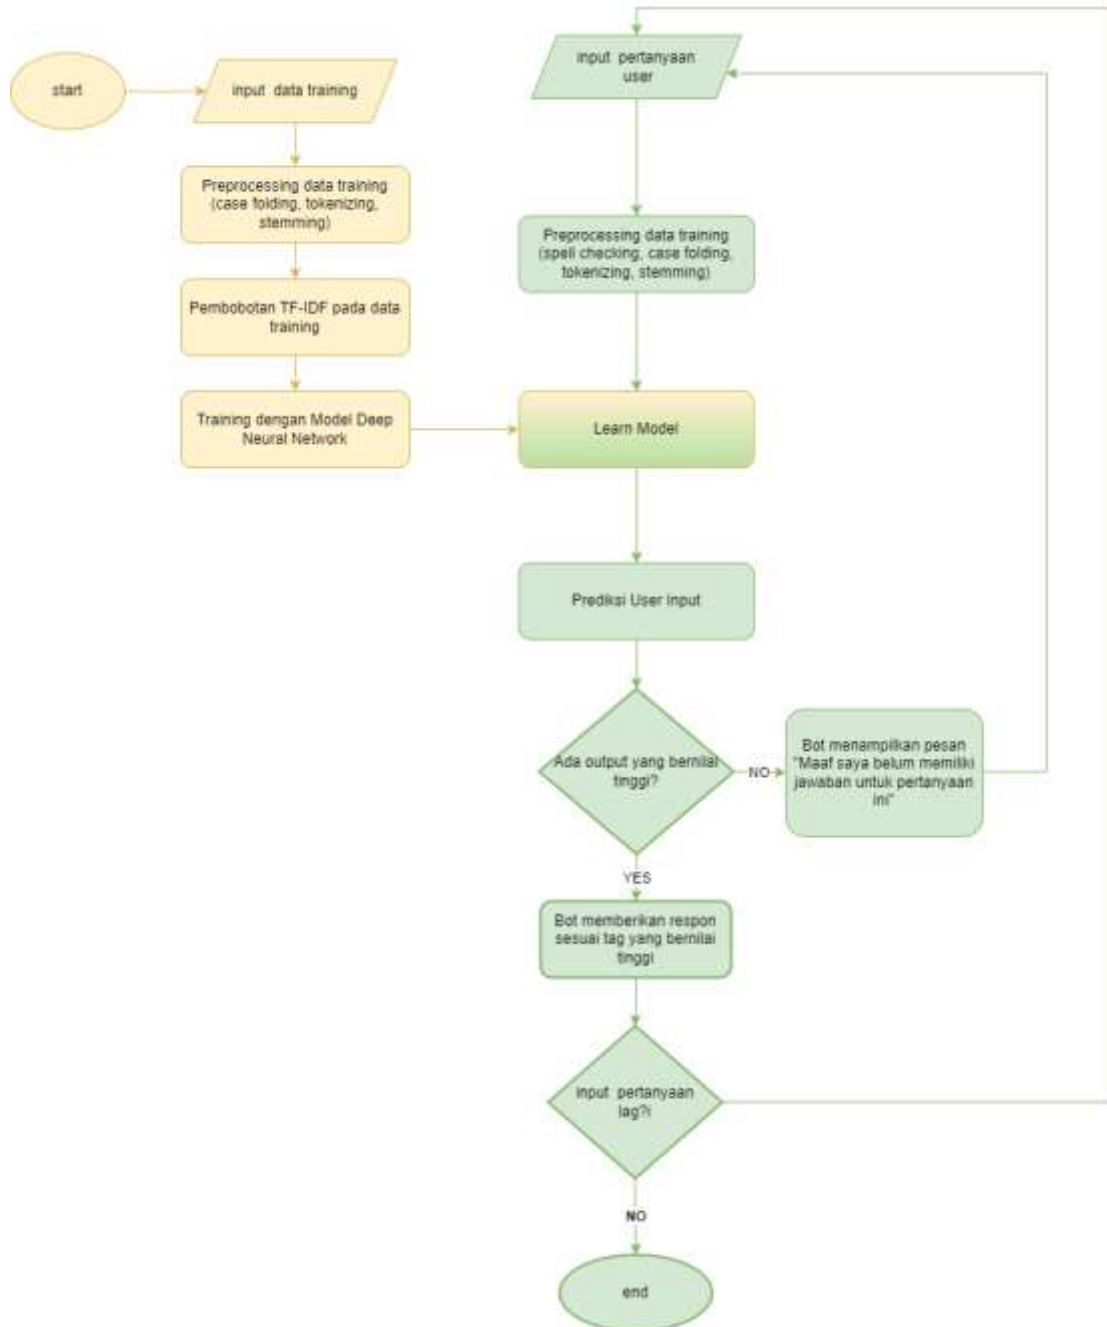 start
input data training
Preprocessing data training
(case folding, tokenizing,
stemming)
Pembobotan TF-IDF pada data
training
Training dengan Model Deep
Neural Network
input pertanyaan
user
Preprocessing data training
(spell checking, case folding,
tokenizing, stemming)
Learn Model
Prediksi User Input
Ada output yang bernilai
tinggi?
NO
Bot menampilkan pesan
"Maaf saya belum memiliki
jawaban untuk pertanyaan
ini"
YES
Bot memberikan respon
sesuai tag yang bernilai
tinggi
input pertanyaan
lag?i
NO
end